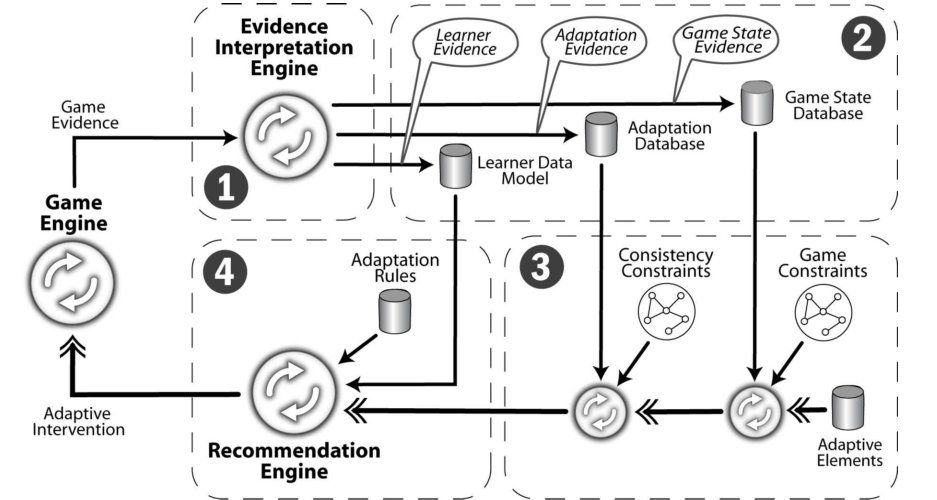 Evidence
Interpretation
Engine
Learner
Evidence
Adaptation
Evidence
Game State
Evidence
2
Game
Evidence
Game State
Database
Adaptation
Database
Learner Data
Model
1
Game
Engine
4
Adaptation
Rules
3
Consistency
Constraints
Game
Constraints
Adaptive
Intervention
Recommendation
Engine
Adaptive
Elements